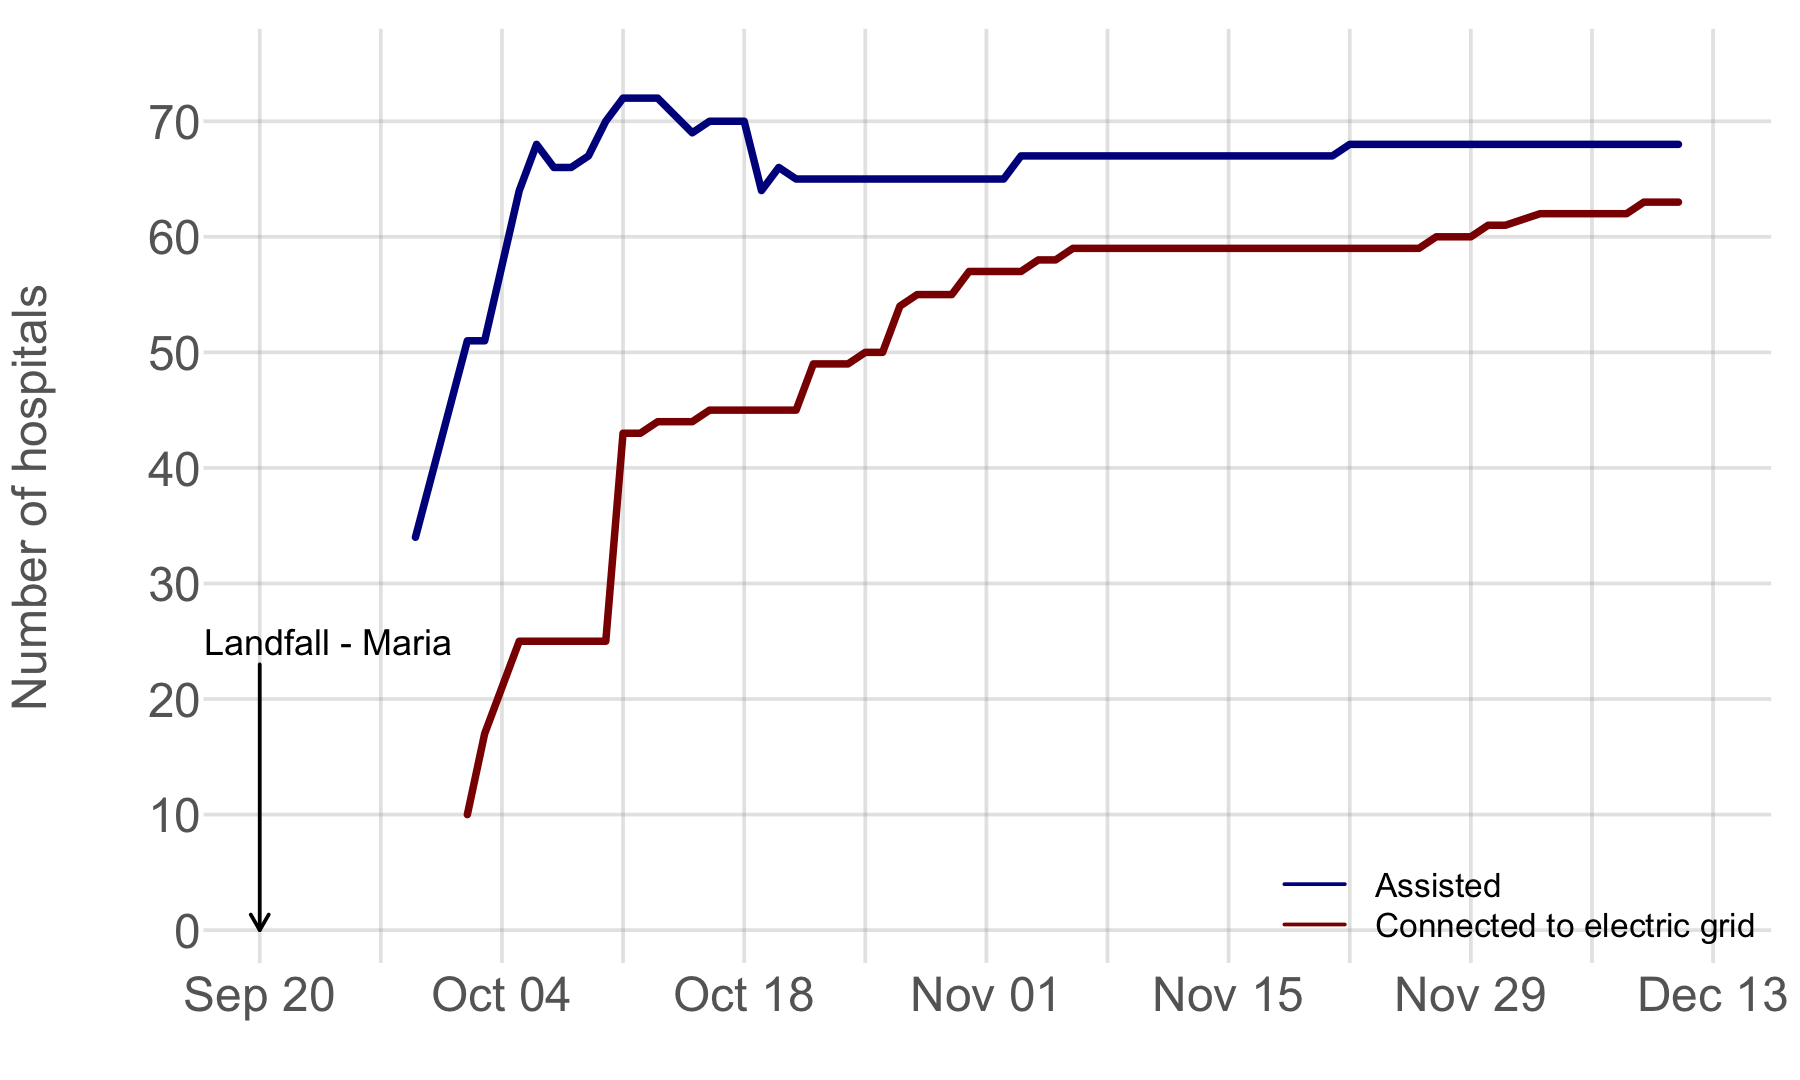 Number of hospitals
70
60
50
40
30
20
10
0
Landfall - Maria
Assisted
Connected to electric grid
Sep 20 Oct 04 Oct 18 Nov 01 Nov 15 Nov 29 Dec 13